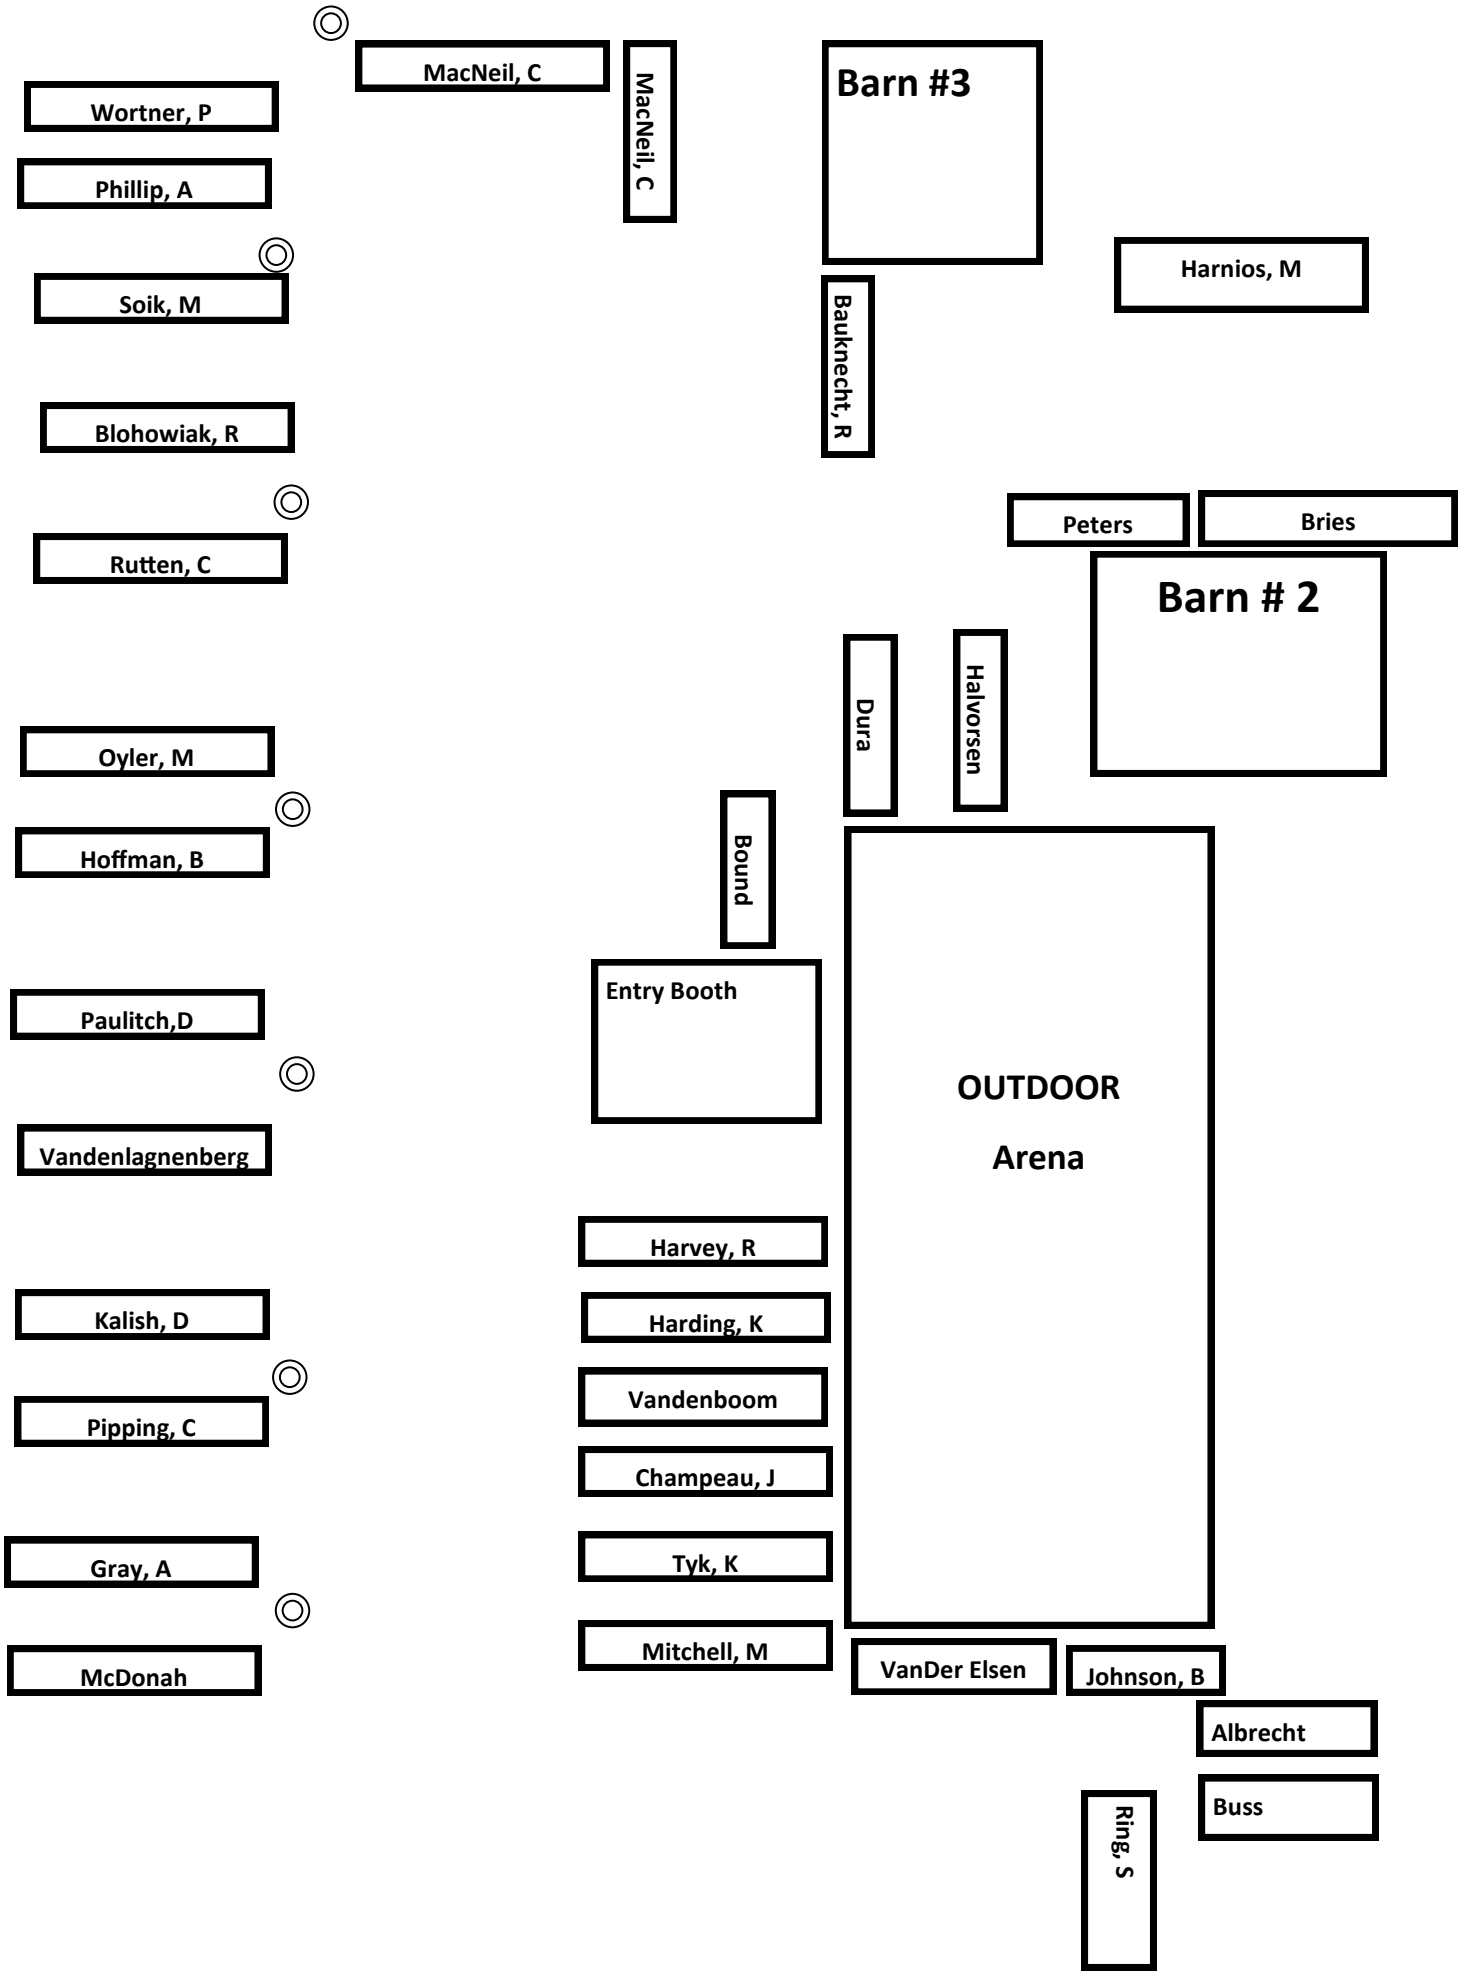 MacNeil, C
MacNeil, C
Barn #3
Wortner, P
Phillip, A
Harnios, M
Soik, M
Bauknecht, R
Blohowiak, R
Peters
Bries
Rutten, C
Barn # 2
Dura
Halvorsen
Oyler, M
Hoffman, B
Bound
Entry Booth
Paulitch,D
OUTDOOR
Arena
Vandenlagnenberg
Harvey, R
Kalish, D
Harding, K
Vandenboom
Pipping, C
Champeau, J
Gray, A
Tyk, K
Mitchell, M
McDonah
VanDer Elsen
Johnson, B
Albrecht
Buss
Ring, S